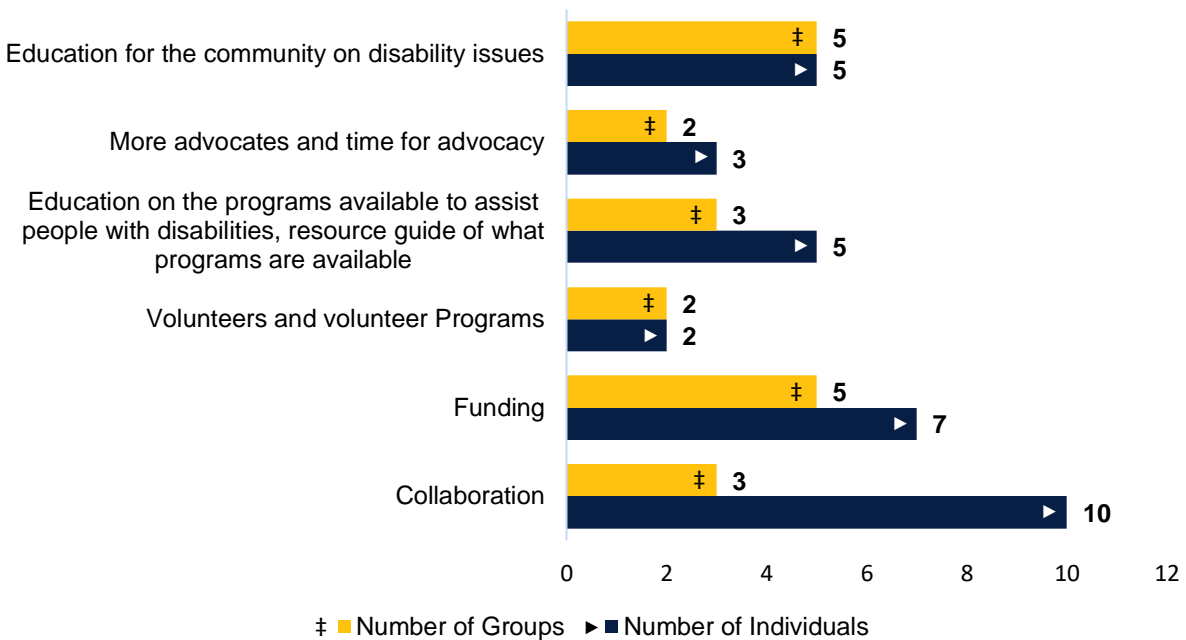 ‡ 5
Education for the community on disability issues
► 5
‡ 2
More advocates and time for advocacy
► 3
Education on the programs available to assist
people with disabilities, resource guide of what
programs are available
‡ 3
► 5
‡ 2
Volunteers and volunteer Programs
► 2
‡ 5
Funding
► 7
‡ 3
Collaboration
► 10
0 2 4 6 8 10 12
‡ Number of Groups ► Number of Individuals